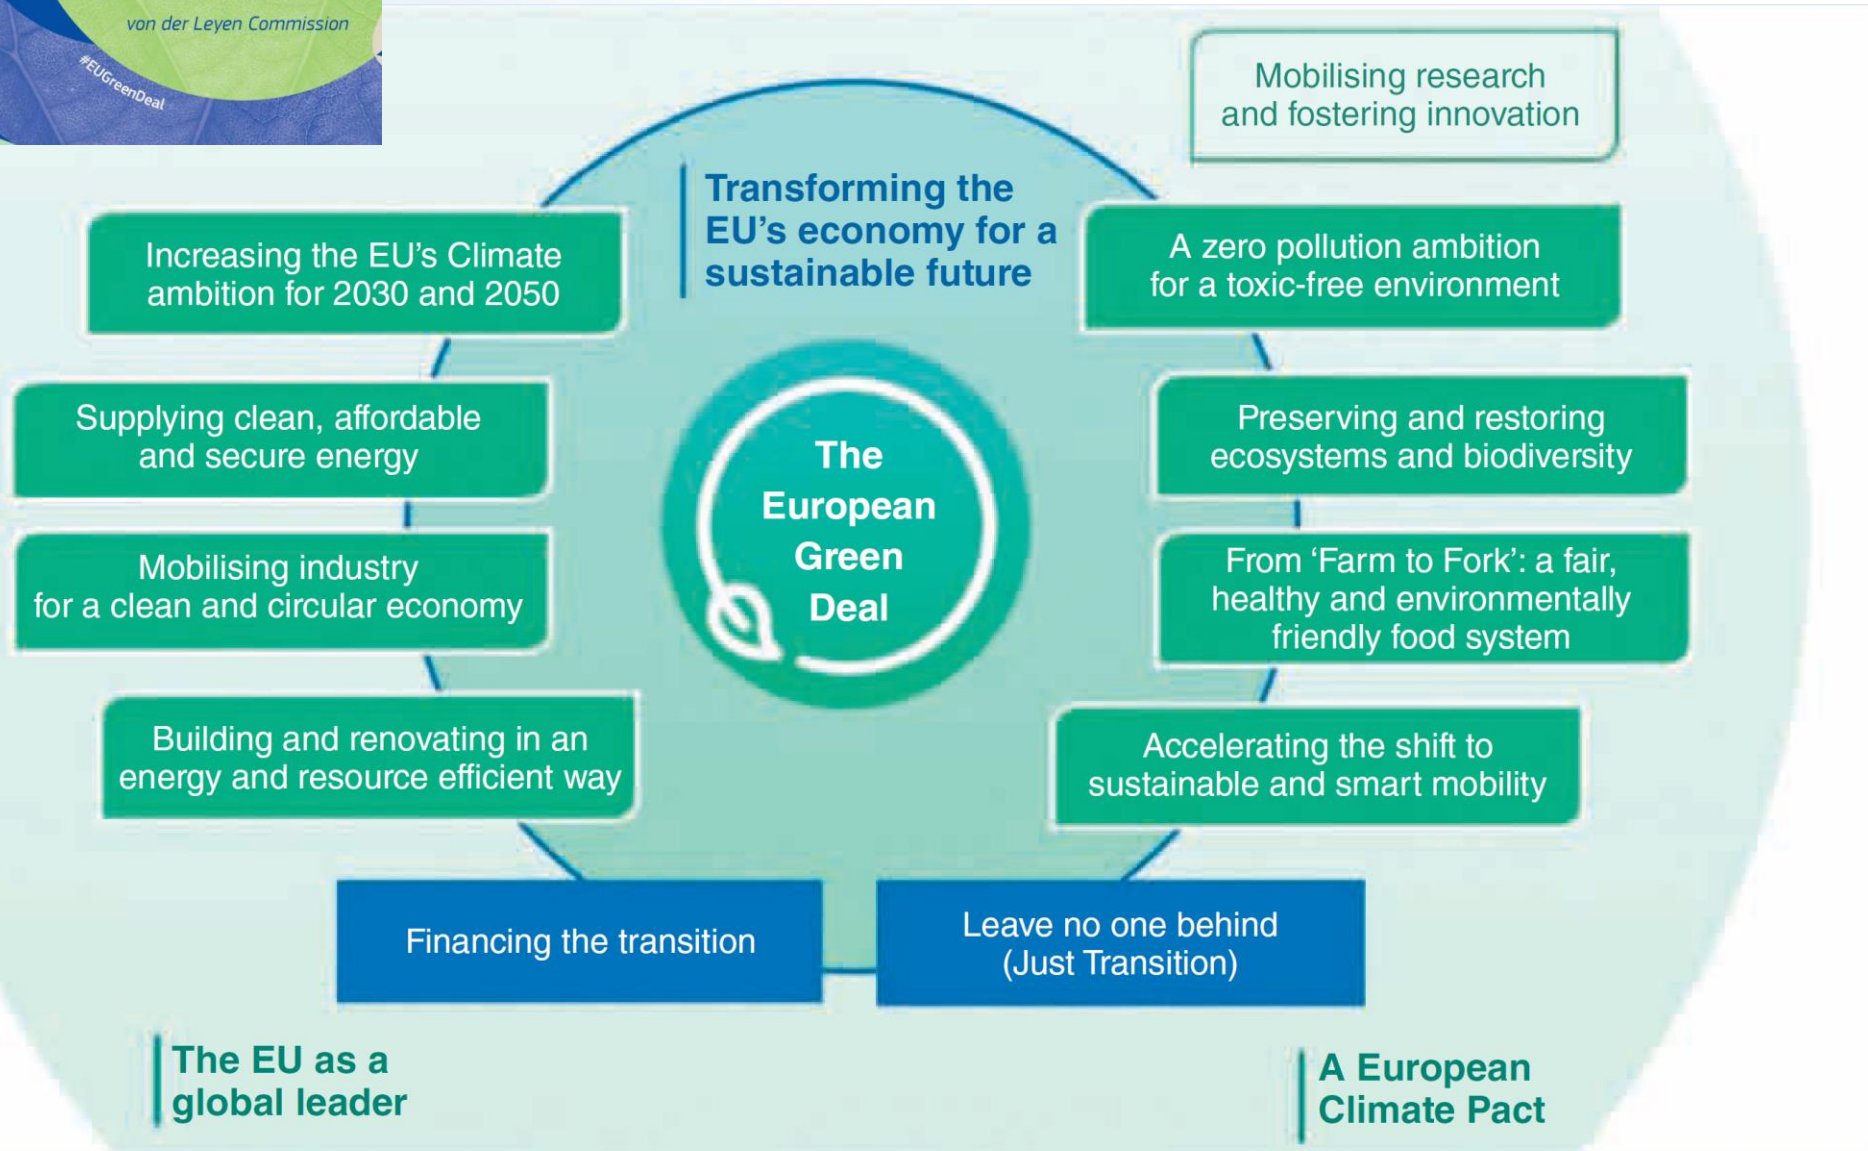 von der Leyen Commission
#EUGreenDeal
Mobilising research
and fostering innovation
Transforming the
EU’s economy for a
sustainable future
Increasing the EU’s Climate
ambition for 2030 and 2050
A zero pollution ambition
for a toxic-free environment
Supplying clean, affordable
and secure energy
Preserving and restoring
ecosystems and biodiversity
The
European
Green
Deal
Mobilising industry
for a clean and circular economy
From ‘Farm to Fork’: a fair,
healthy and environmentally
friendly food system
Building and renovating in an
energy and resource efficient way
Accelerating the shift to
sustainable and smart mobility
Financing the transition
Leave no one behind
(Just Transition)
The EU as a
global leader
A European
Climate Pact